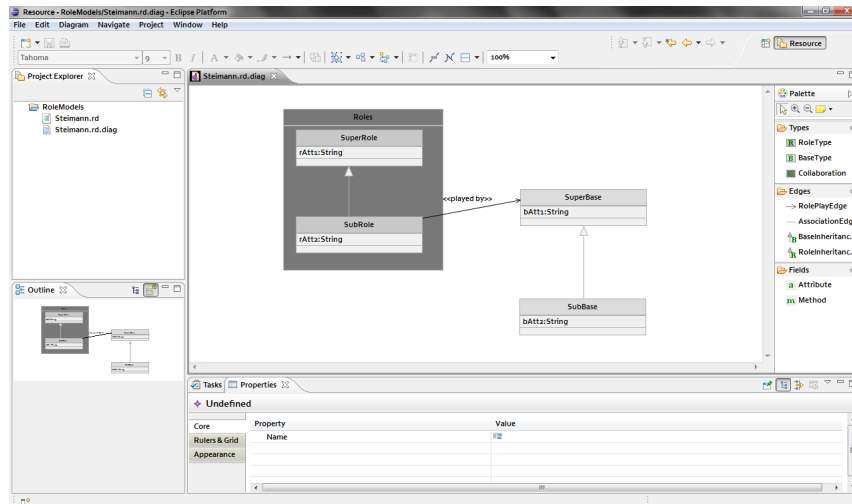 Resource - RoleModels/Steimann.rd.diag - Eclipse Platform
File Edit Diagram Navigate Project Window Help
Tahoma 9 B I A 100% Resource
Project Explorer
RoleModels
Steimann.rd
Steimann.rd.diag
Steimann.rd.diag
Roles
SuperRole
rAtt1:String
SubRole
rAtt2:String
<<played by>>
SuperBase
bAtt1:String
SubBase
bAtt2:String
Palette
Types
RoleType
BaseType
Collaboration
Edges
RolePlayEdge
AssociationEdg
BaseInheritanc.
RoleInheritanc.
Fields
a Attribute
m Method
Outline
Tasks Properties
Undefined
Core
Rulers & Grid
Appearance
Property Value
Name